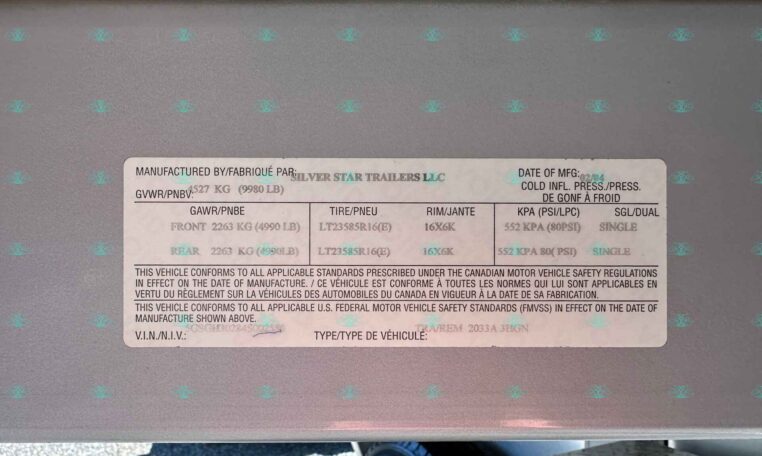 MANUFACTURED BY/FABRIQUÉ PAR: SILVER STAR TRAILERS LLC DATE OF MFG: 02/04
GVWR/PNBV: 4527 KG (9980 LB) COLD INFL. PRESS./PRESS. DE GONF À FROID
GAWR/PNBE TIRE/PNEU RIM/JANTE KPA (PSI/LPC) SGL/DUAL
FRONT 2263 KG (4990 LB) LT23585R16(E) 16X6K 552 KPA (80PSI) SINGLE
REAR 2263 KG (4990LB) LT23585R16(E) 16X6K 552 KPA 80( PSI) SINGLE
THIS VEHICLE CONFORMS TO ALL APPLICABLE STANDARDS PRESCRIBED UNDER THE CANADIAN MOTOR VEHICLE SAFETY REGULATIONS
IN EFFECT ON THE DATE OF MANUFACTURE. / CE VÉHICULE EST CONFORME À TOUTES LES NORMES QUI LUI SONT APPLICABLES EN
VERTU DU RÈGLEMENT SUR LA VÉHICULES DES AUTOMOBILES DU CANADA EN VIGUEUR À LA DATE DE SA FABRICATION.
THIS VEHICLE CONFORMS TO ALL APPLICABLE U.S. FEDERAL MOTOR VEHICLE SAFETY STANDARDS (FMVSS) IN EFFECT ON THE DATE OF
MANUFACTURE SHOWN ABOVE.
V.I.N./N.I.V.: TYPE/TYPE DE VÉHICULE: TRA/REM 2033A 3HGN